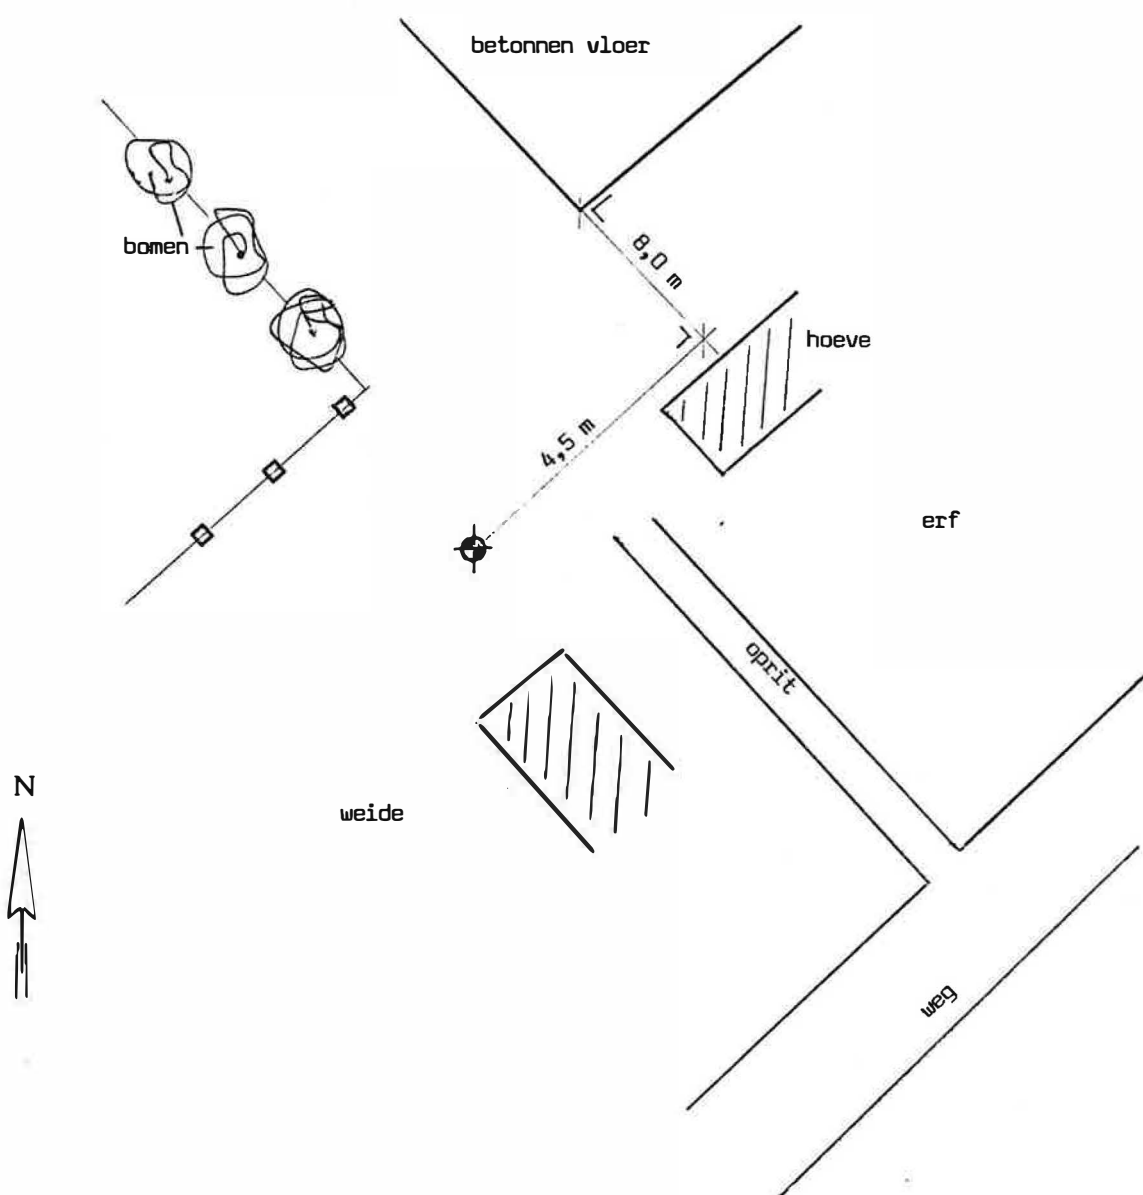 betonnen vloer
bomen
8,0 m
hoeve
4,5 m
erf
oprit
N
weide
weg